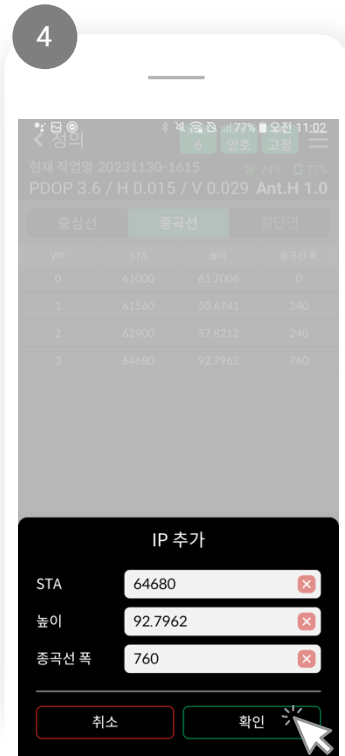 4
77% 오전 11:02
정의
6 양호 고정
현재 작업명 20231130-1615 74% 77%
PDOP 3.6 / H 0.015 / V 0.029 Ant.H 1.0
중심선 종곡선 횡단면
VIP STA 높이 종곡선 폭
0 61000 61.7006 0
1 61560 50.6741 340
2 62900 57.8212 240
3 64680 92.7962 760
IP 추가
STA 64680
높이 92.7962
종곡선 폭 760
취소 확인